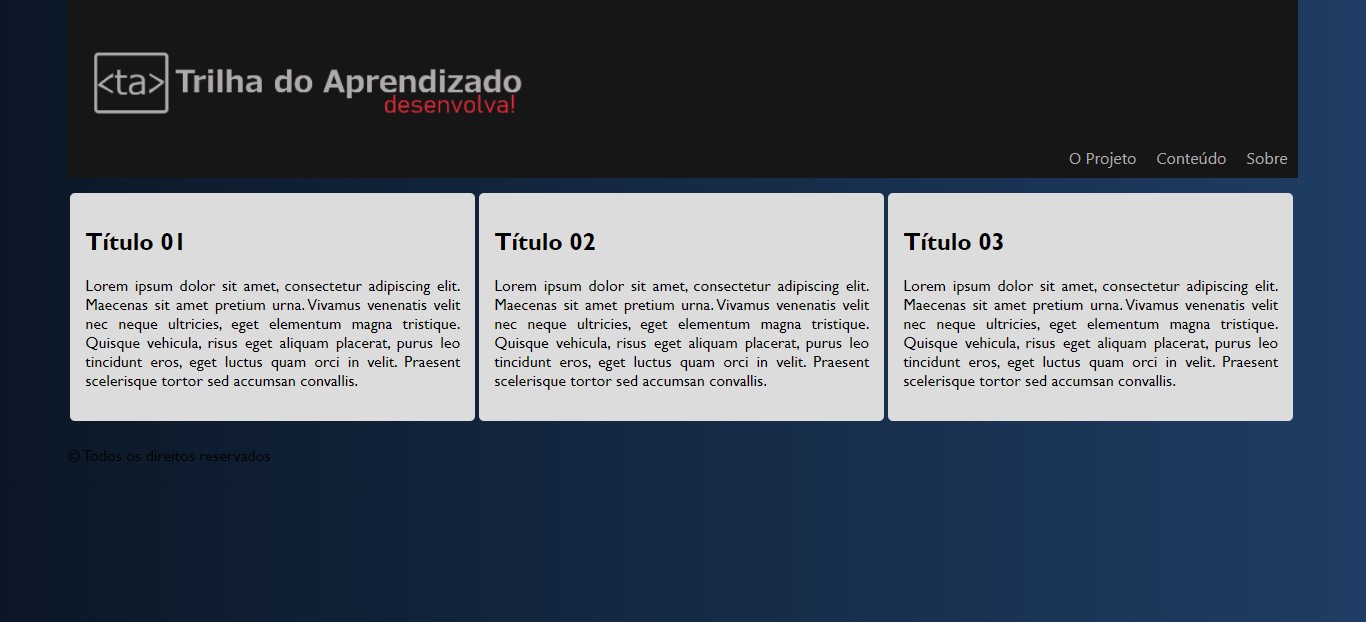 <ta> Trilha do Aprendizado
desenvolva!
O Projeto Conteúdo Sobre
Título 01
Lorem ipsum dolor sit amet, consectetur adipiscing elit.
Maecenas sit amet pretium urna. Vivamus venenatis velit
nec neque ultricies, eget elementum magna tristique.
Quisque vehicula, risus eget aliquam placerat, purus leo
tincidunt eros, eget luctus quam orci in velit. Praesent
scelerisque tortor sed accumsan convallis.
Título 02
Lorem ipsum dolor sit amet, consectetur adipiscing elit.
Maecenas sit amet pretium urna. Vivamus venenatis velit
nec neque ultricies, eget elementum magna tristique.
Quisque vehicula, risus eget aliquam placerat, purus leo
tincidunt eros, eget luctus quam orci in velit. Praesent
scelerisque tortor sed accumsan convallis.
Título 03
Lorem ipsum dolor sit amet, consectetur adipiscing elit.
Maecenas sit amet pretium urna. Vivamus venenatis velit
nec neque ultricies, eget elementum magna tristique.
Quisque vehicula, risus eget aliquam placerat, purus leo
tincidunt eros, eget luctus quam orci in velit. Praesent
scelerisque tortor sed accumsan convallis.
© Todos os direitos reservados